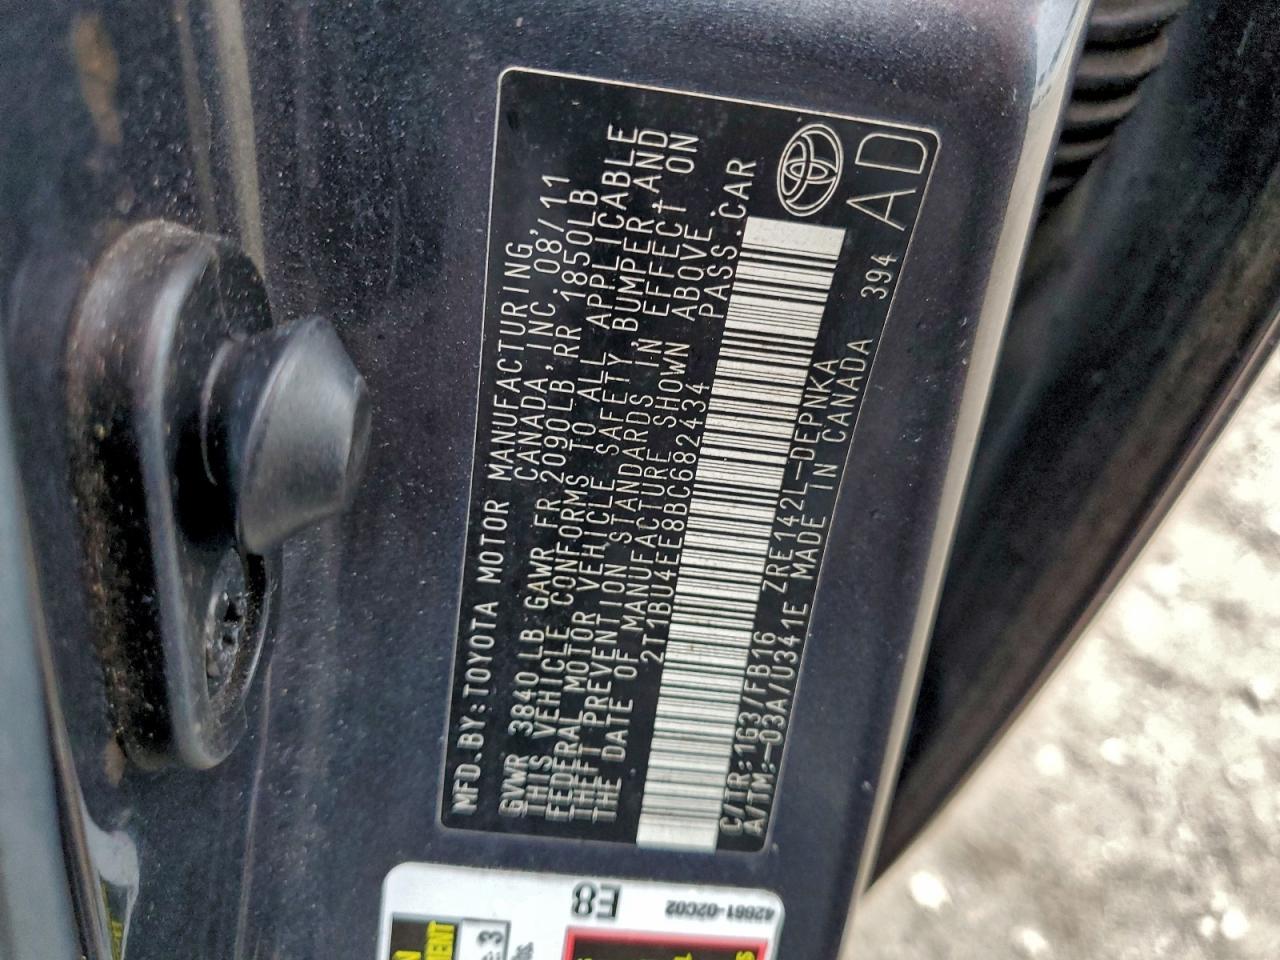 MFD.BY:TOYOTA MOTOR MANUFACTURING
CANADA,INC.08/11
GVWR 3840LB GAWR FR 2090LB,RR 1850LB
THIS VEHICLE CONFORMS TO ALL APPLICABLE
FEDERAL MOTOR VEHICLE SAFETY,BUMPER,AND
THEFT PREVENTION STANDARDS IN EFFECT ON
THE DATE OF MANUFACTURE SHOWN ABOVE.
2T1BU4EE8BC682434 PASS.CAR
C/TR:1G3/FB16 ZRE142L-DEPNKA
A/TM:-03A/U341E MADE IN CANADA 394
AD
E8
42661-02C02